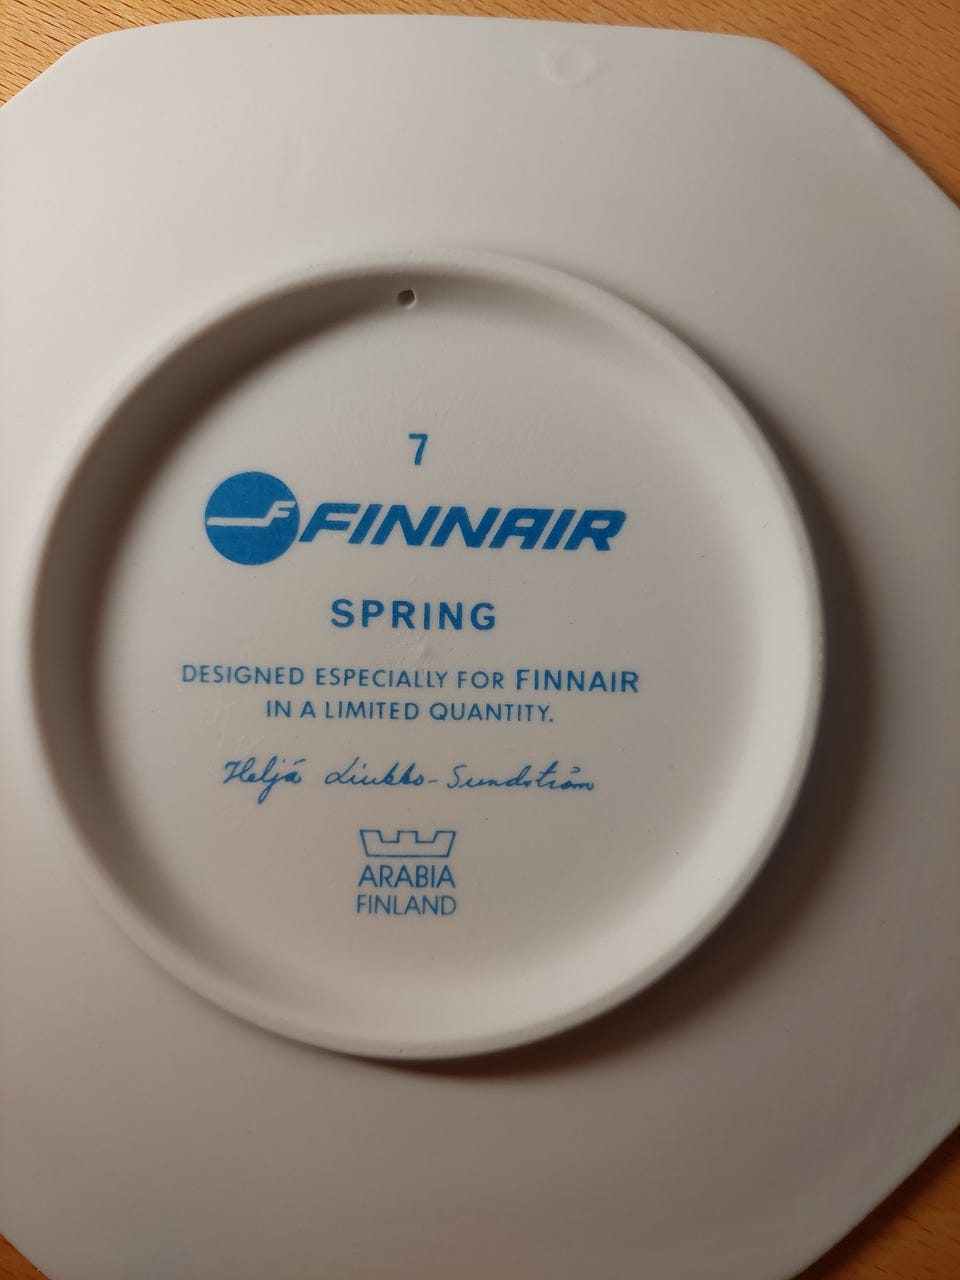 7
F FINNAIR
SPRING
DESIGNED ESPECIALLY FOR FINNAIR
IN A LIMITED QUANTITY.
Heljä Liukko-Sundström
ARABIA
FINLAND